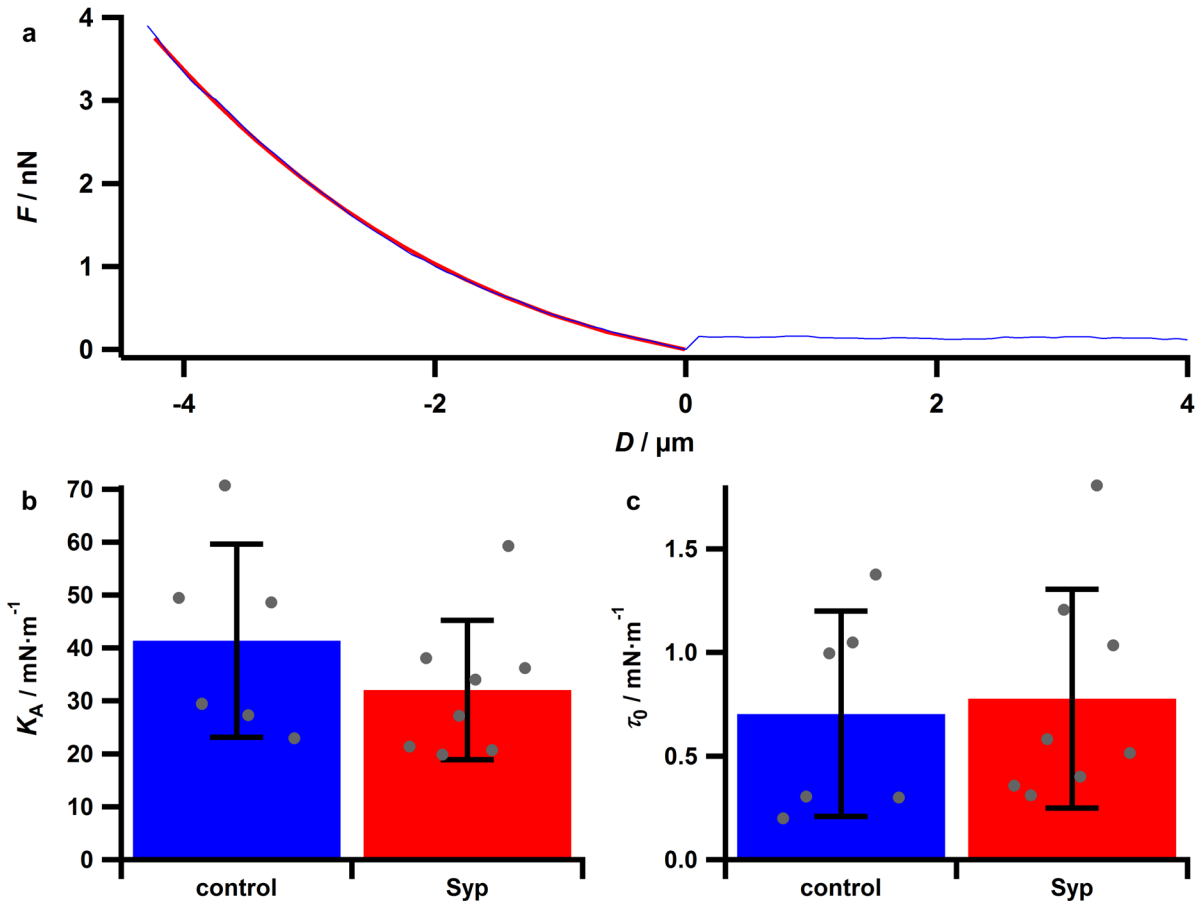 a
4
3
2
1
0
F / nN
-4
-2
0
2
4
D / µm
b
70
60
50
40
30
20
10
0
K_A / mN·m⁻¹
control
Syp
c
1.5
1.0
0.5
0.0
τ₀ / mN·m⁻¹
control
Syp